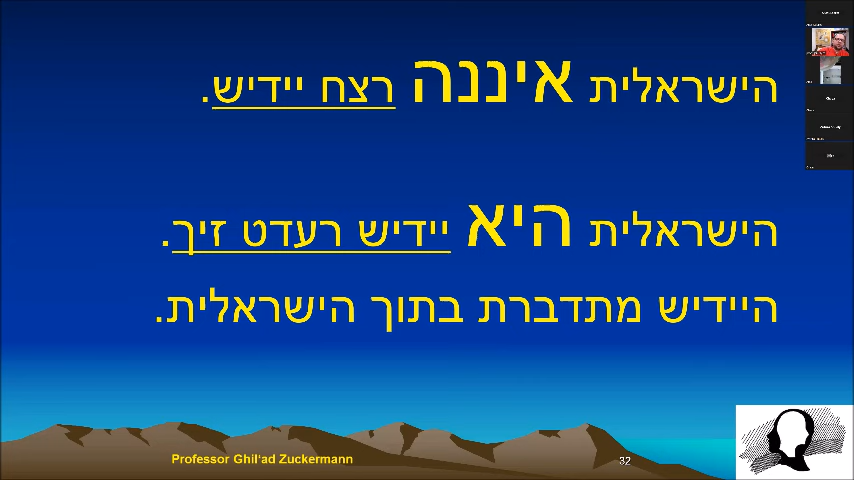 הישראלית איננה רצח יידיש.
הישראלית היא יידיש רעדט זיך.
היידיש מתדברת בתוך הישראלית.
Professor Ghil'ad Zuckermann
32